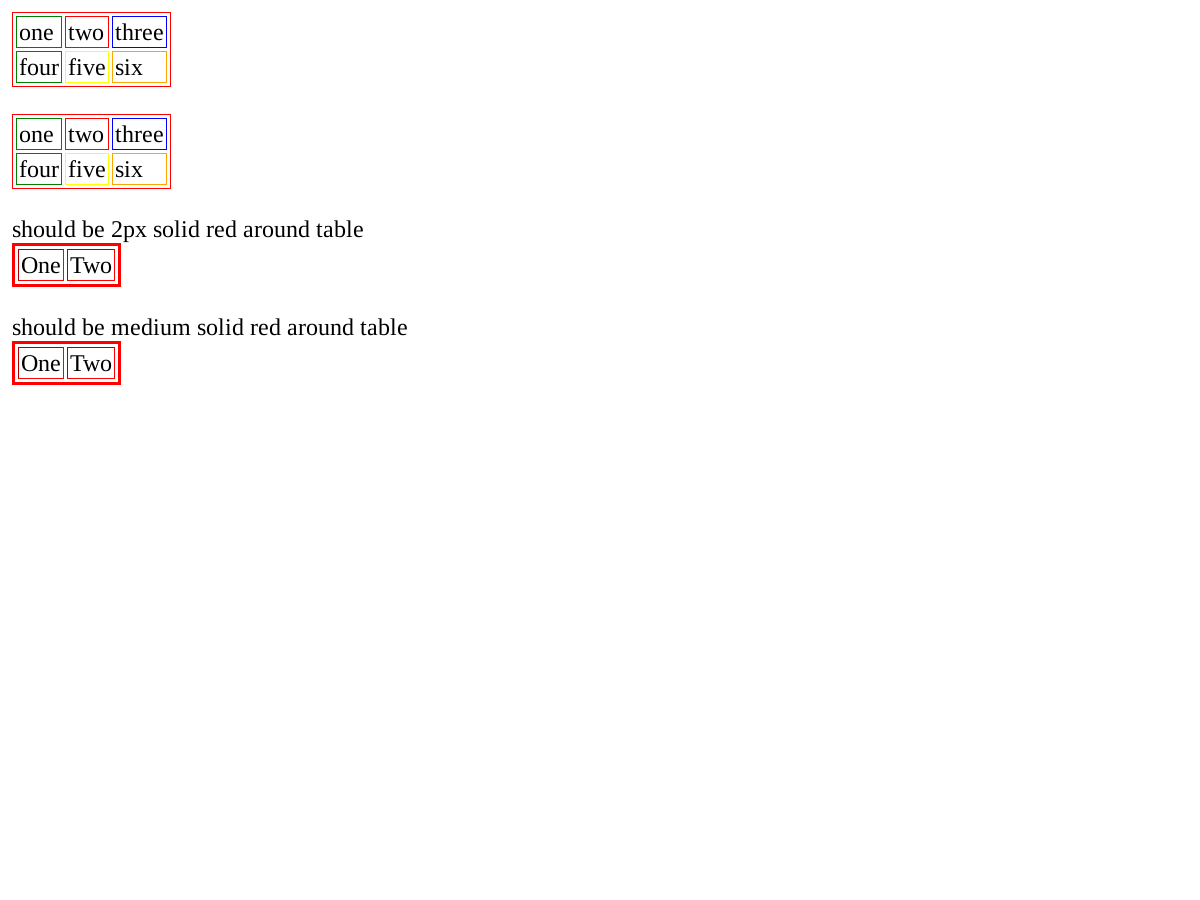 one two three
four five six
one two three
four five six
should be 2px solid red around table
One Two
should be medium solid red around table
One Two